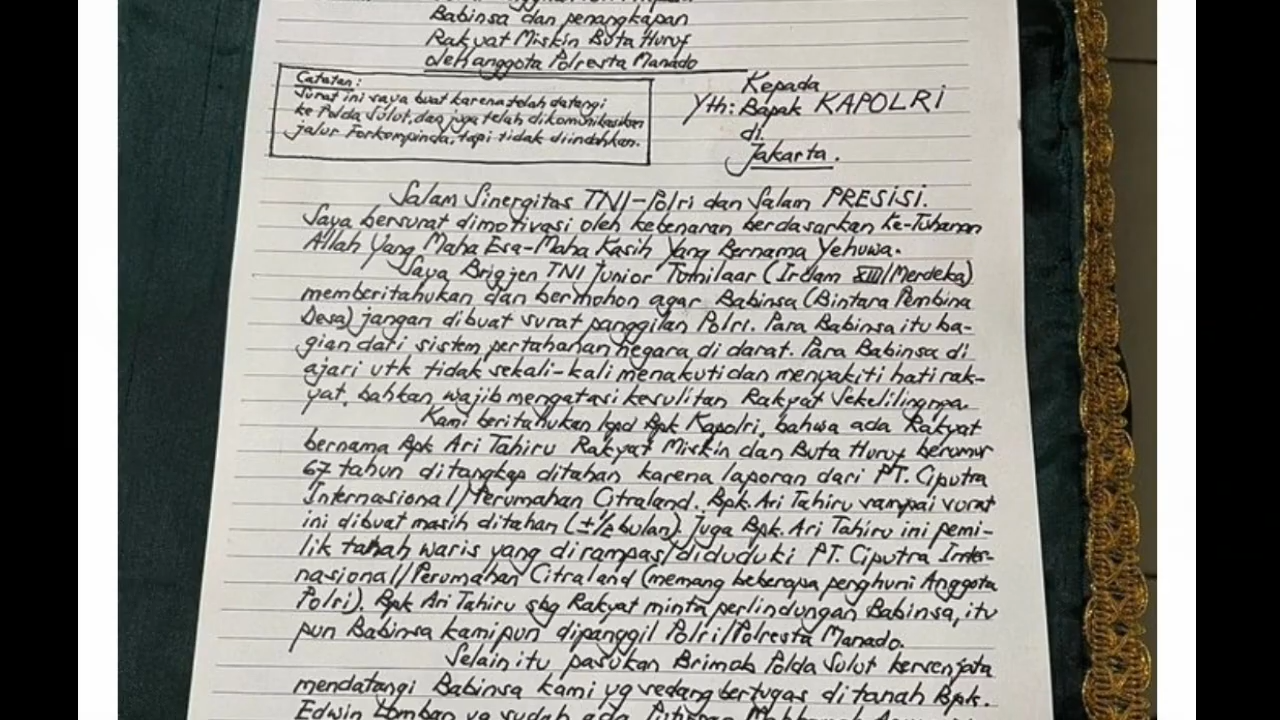 Babinsa dan penangkapan
Rakyat Miskin Buta Huruf
oleh anggota Polresta Manado
Catatan:
Surat ini saya buat karena telah datangi
ke Polda Sulut, dan juga telah dikomunikasikan
jalur Forkompinda, tapi tidak diindahkan.
Kepada
Yth: Bapak KAPOLRI
di.
Jakarta.
Salam Sinergitas TNI-Polri dan Salam PRESISI.
Saya bersurat dimotivasi oleh kebenaran berdasarkan Ke-Tuhanan
Allah Yang Maha Esa-Maha Kasih Yang Bernama Yehuwa.
Saya Brigjen TNI Junior Tumilaar (Irdam XIII/Merdeka)
memberitahukan dan bermohon agar Babinsa (Bintara Pembina
Desa) jangan dibuat surat panggilan Polri. Para Babinsa itu ba-
gian dari sistem pertahanan negara di darat. Para Babinsa di
ajari utk tidak sekali-kali menakuti dan menyakiti hati rak-
yat, bahkan wajib mengatasi kesulitan Rakyat Sekelilingnya.
Kami beritahukan kpd Bpk Kapolri, bahwa ada Rakyat
bernama Bpk Ari Tahiru Rakyat Miskin dan Buta Huruf berumur
67 tahun ditangkap ditahan karena laporan dari PT. Ciputra
Internasional/Perumahan Citraland. Bpk. Ari Tahiru sampai surat
ini dibuat masih ditahan (±1/2 bulan), juga Bpk. Ari Tahiru ini pemi-
lik tanah waris yang dirampas/diduduki PT. Ciputra Inter-
nasional/Perumahan Citraland (memang beberapa penghuni Anggota
Polri). Bpk Ari Tahiru sbg Rakyat minta perlindungan Babinsa, itu
pun Babinsa kamipun dipanggil Polri/Polresta Manado.
Selain itu pasukan Brimob Polda Sulut bersenjata
mendatangi Babinsa kami yg sedang bertugas di tanah Bpk.
Edwin Lomban yg sudah ada